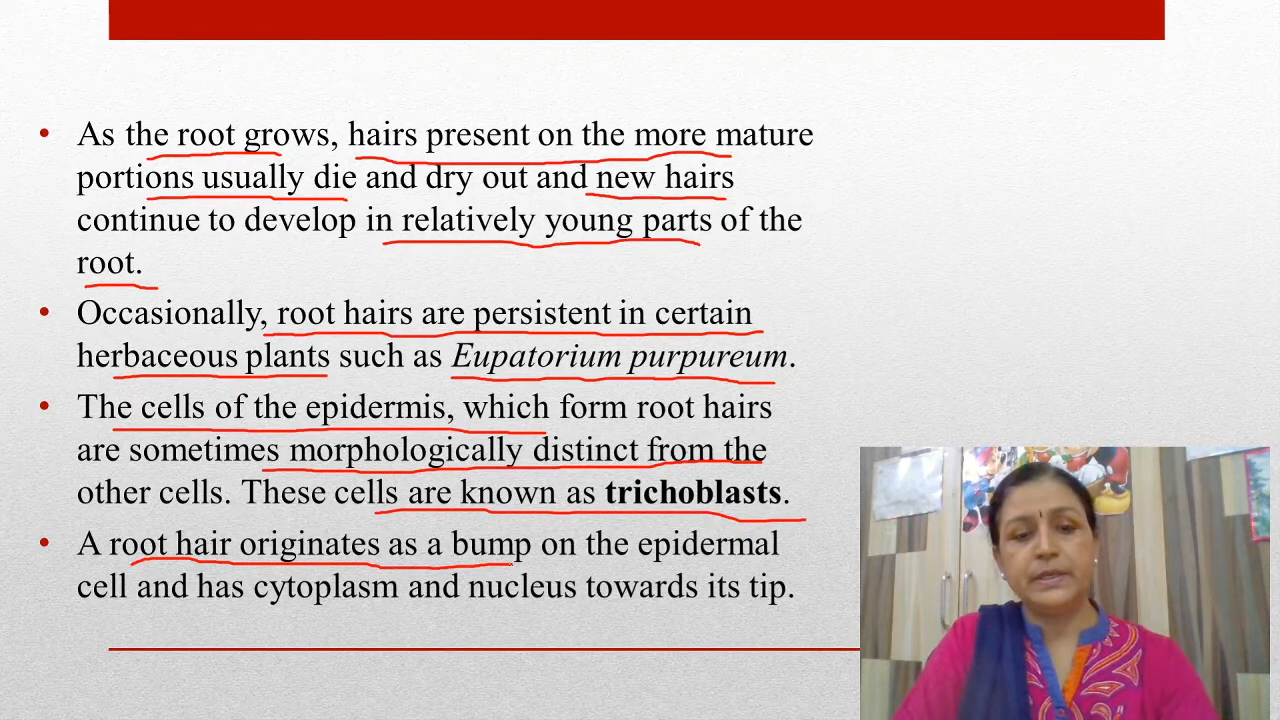 • As the root grows, hairs present on the more mature
portions usually die and dry out and new hairs
continue to develop in relatively young parts of the
root.
• Occasionally, root hairs are persistent in certain
herbaceous plants such as Eupatorium purpureum.
• The cells of the epidermis, which form root hairs
are sometimes morphologically distinct from the
other cells. These cells are known as trichoblasts.
• A root hair originates as a bump on the epidermal
cell and has cytoplasm and nucleus towards its tip.